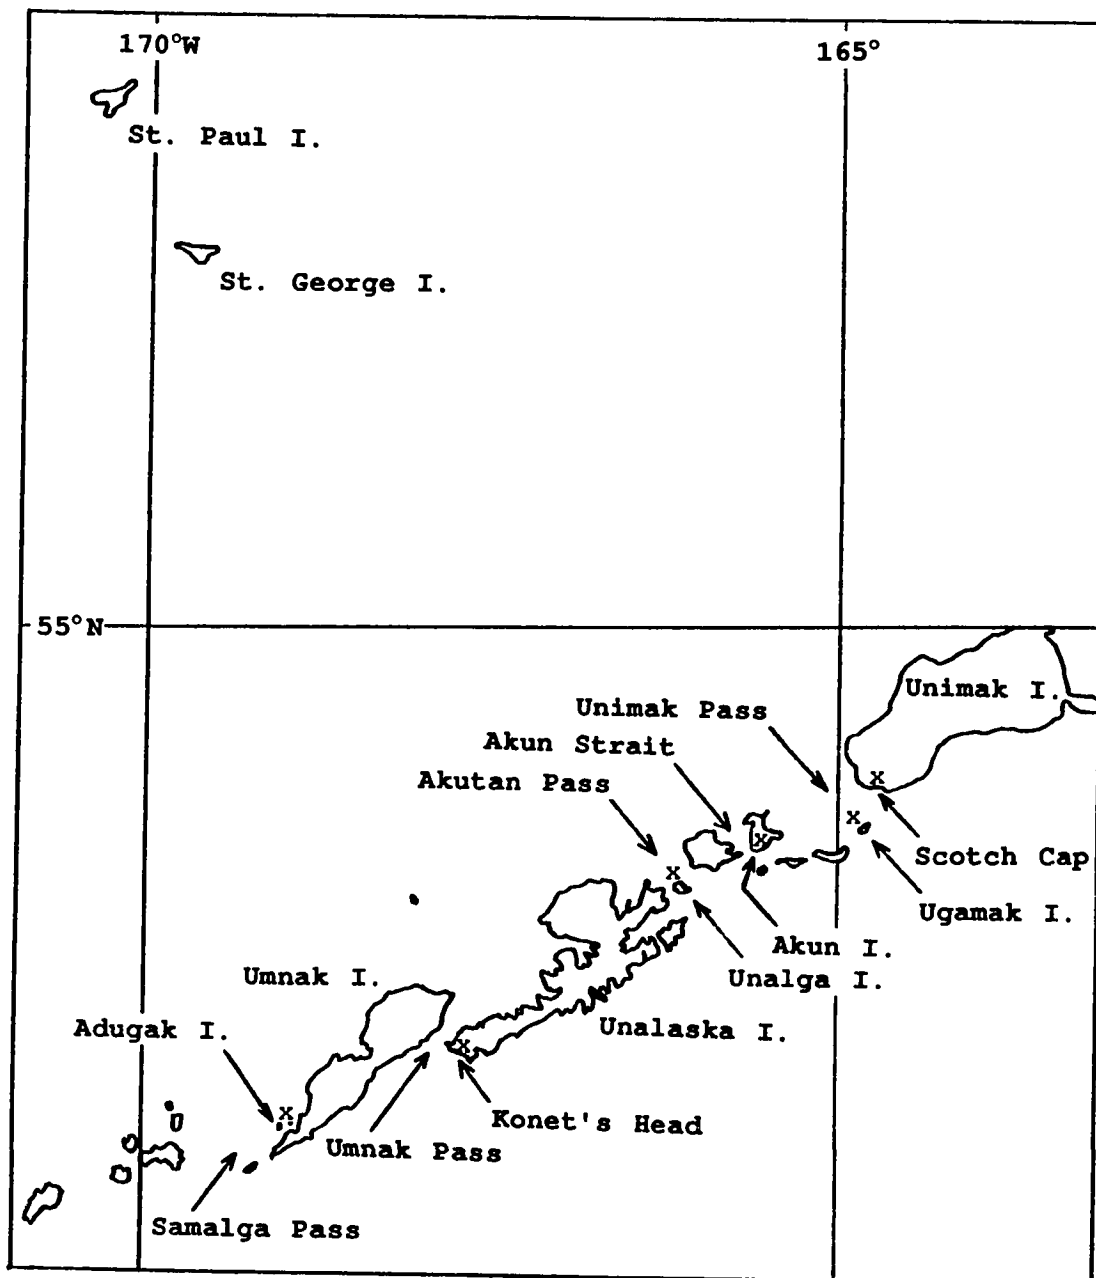 170°W
165°
St. Paul I.
St. George I.
55°N
Unimak I.
Unimak Pass
Akun Strait
Akutan Pass
Scotch Cap
Ugamak I.
Akun I.
Unalga I.
Umnak I.
Adugak I.
Unalaska I.
Konet's Head
Umnak Pass
Samalga Pass
x
x
x
x
x
x